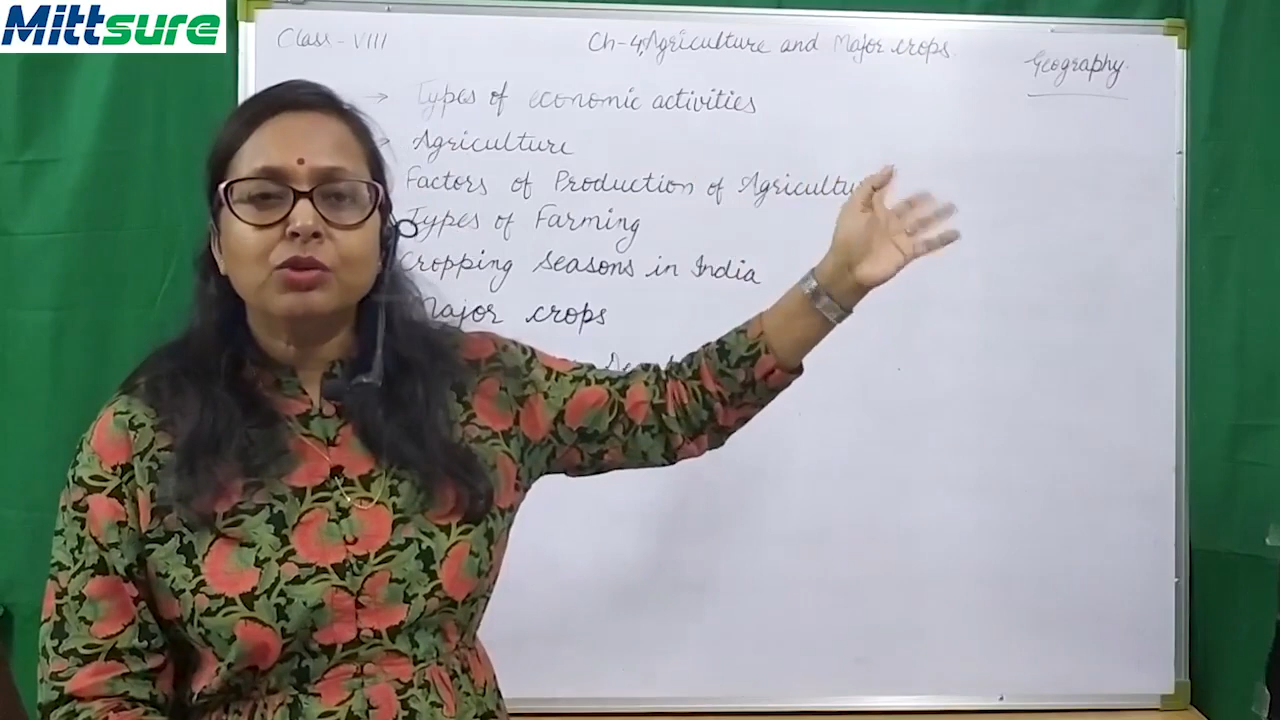 Mittsure
Class-VIII
Ch-4, Agriculture and Major crops.
Geography.
→ Types of economic activities
Agriculture
Factors of Production of Agricultu
Types of Farming
Cropping seasons in India
Major crops